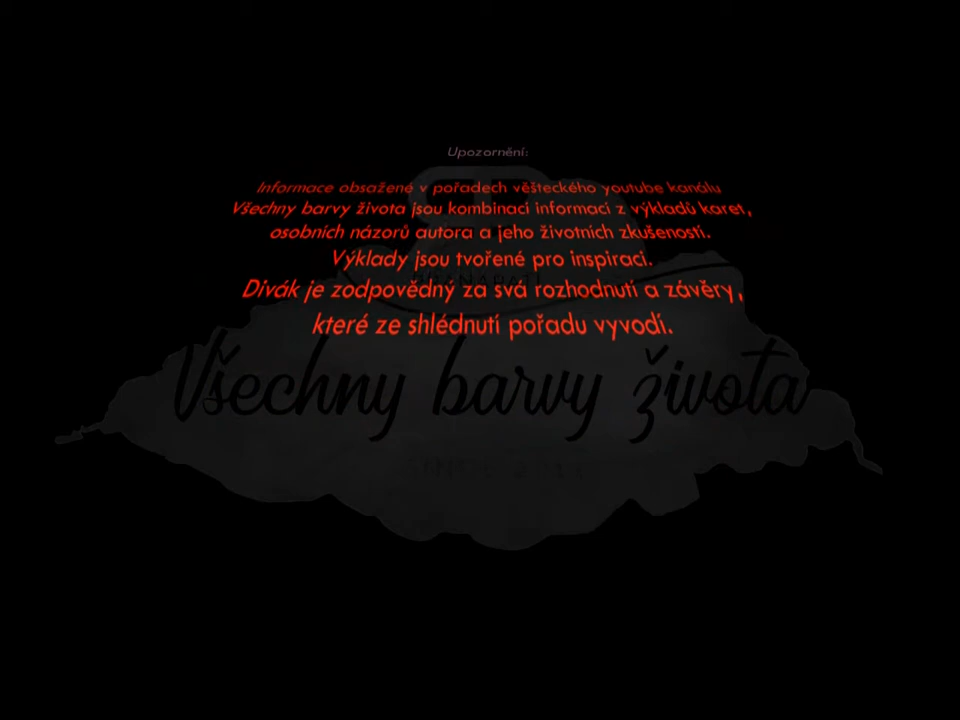 Upozornění:
Informace obsažené v pořadech věšteckého youtube kanálu
Všechny barvy života jsou kombinací informací z výkladů karet,
osobních názorů autora a jeho životních zkušeností.
Výklady jsou tvořené pro inspiraci.
Divák je zodpovědný za svá rozhodnutí a závěry,
které ze shlédnutí pořadu vyvodí.
Všechny barvy života